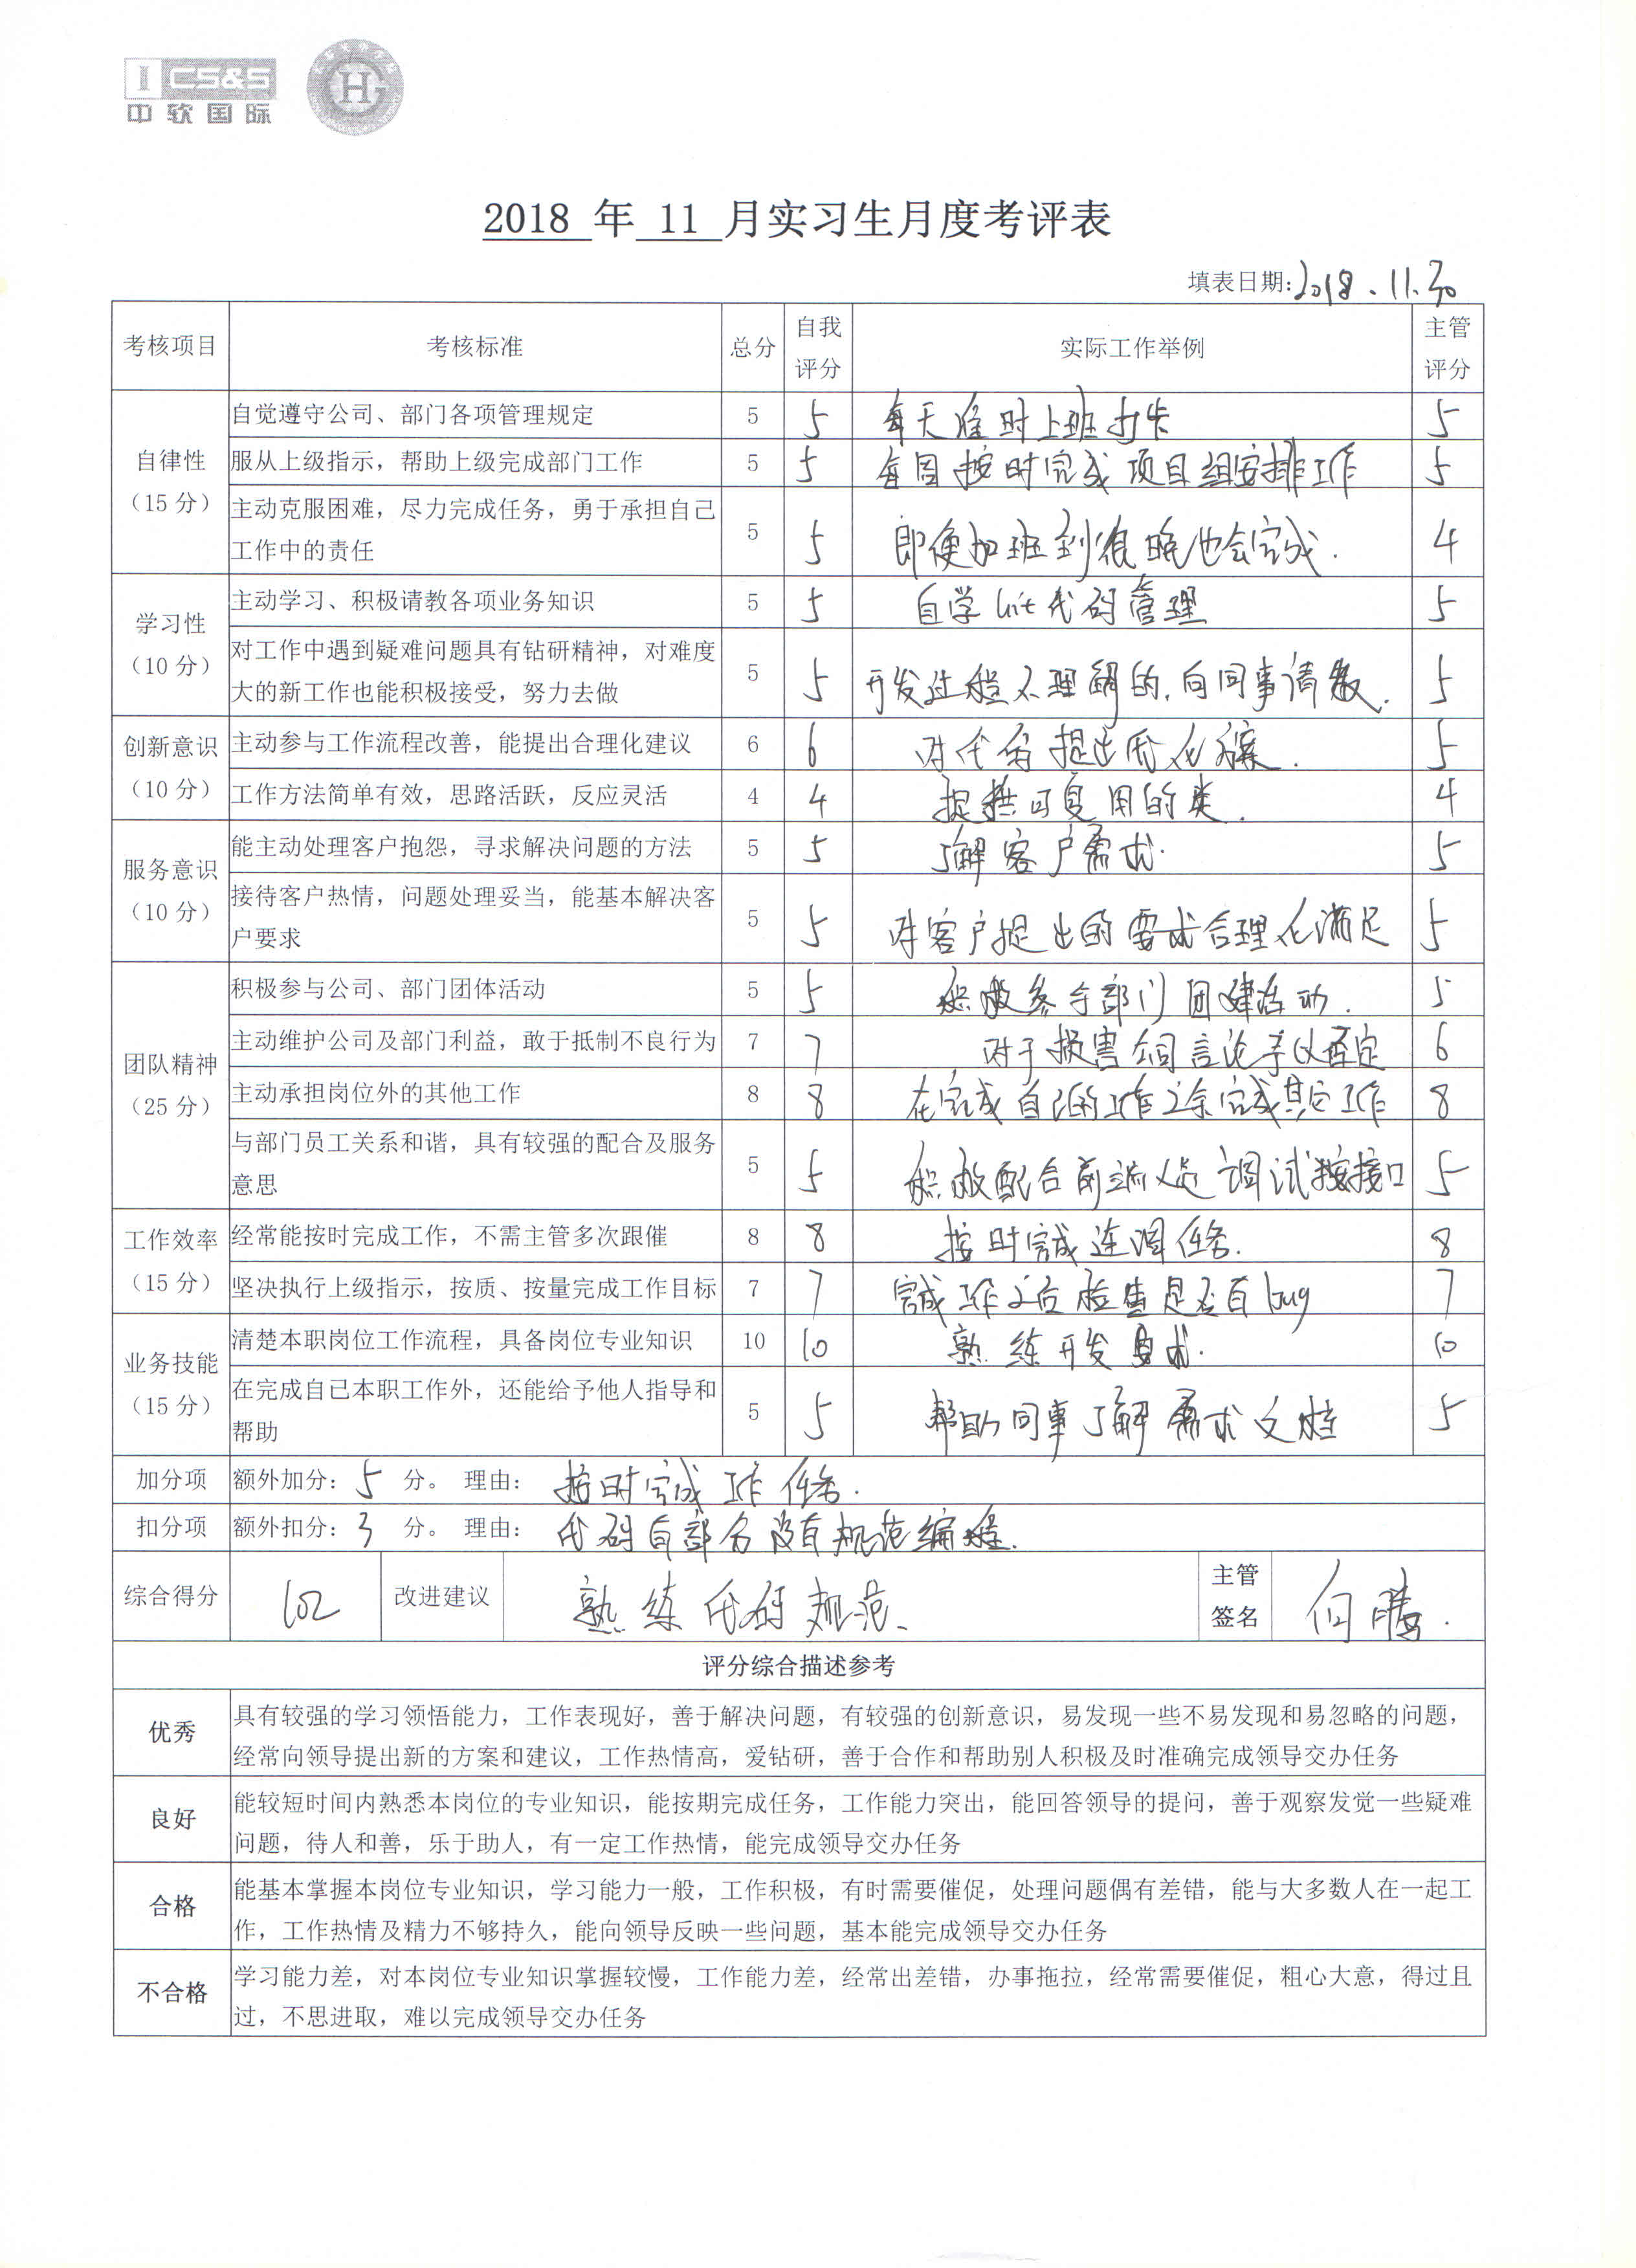 I CS&S
中软国际
H
2018 年 11 月实习生月度考评表
填表日期:2018.11.30
考核项目 考核标准 总分 自我评分 实际工作举例 主管评分
自律性（15分）
自觉遵守公司、部门各项管理规定 5 5 每天准时上班打卡 5
服从上级指示，帮助上级完成部门工作 5 5 每周按时完成项目组安排工作 5
主动克服困难，尽力完成任务，勇于承担自己
工作中的责任 5 5 即使加班到很晚也会完成. 4
学习性（10分）
主动学习、积极请教各项业务知识 5 5 自学Git代码管理 5
对工作中遇到疑难问题具有钻研精神，对难度
大的新工作也能积极接受，努力去做 5 5 开发过程不理解的,向同事请教. 5
创新意识（10分）
主动参与工作流程改善，能提出合理化建议 6 6 对代码提出优化方案. 5
工作方法简单有效，思路活跃，反应灵活 4 4 提供可复用的类. 4
服务意识（10分）
能主动处理客户抱怨，寻求解决问题的方法 5 5 了解客户需求. 5
接待客户热情，问题处理妥当，能基本解决客
户要求 5 5 对客户提出的要求合理化满足 5
团队精神（25分）
积极参与公司、部门团体活动 5 5 积极参与部门团建活动. 5
主动维护公司及部门利益，敢于抵制不良行为 7 7 对于损害公司言论予以否定 6
主动承担岗位外的其他工作 8 8 在完成自己的工作之余完成其它工作 8
与部门员工关系和谐，具有较强的配合及服务
意思 5 5 积极配合前端人员调试接口 5
工作效率（15分）
经常能按时完成工作，不需主管多次跟催 8 8 按时完成连调任务. 8
坚决执行上级指示，按质、按量完成工作目标 7 7 完成工作之后检查是否有bug 7
业务技能（15分）
清楚本职岗位工作流程，具备岗位专业知识 10 10 熟练开发要求. 10
在完成自己本职工作外，还能给予他人指导和
帮助 5 5 帮助同事了解需求文档 5
加分项 额外加分：5 分。 理由： 按时完成工作任务.
扣分项 额外扣分：3 分。 理由： 代码有部分没有规范编程.
综合得分 102 改进建议 熟练代码规范、 主管签名 向腾.
评分综合描述参考
优秀
具有较强的学习领悟能力，工作表现好，善于解决问题，有较强的创新意识，易发现一些不易发现和易忽略的问题，
经常向领导提出新的方案和建议，工作热情高，爱钻研，善于合作和帮助别人积极及时准确完成领导交办任务
良好
能较短时间内熟悉本岗位的专业知识，能按期完成任务，工作能力突出，能回答领导的提问，善于观察发觉一些疑难
问题，待人和善，乐于助人，有一定工作热情，能完成领导交办任务
合格
能基本掌握本岗位专业知识，学习能力一般，工作积极，有时需要催促，处理问题偶有差错，能与大多数人在一起工
作，工作热情及精力不够持久，能向领导反映一些问题，基本能完成领导交办任务
不合格
学习能力差，对本岗位专业知识掌握较慢，工作能力差，经常出差错，办事拖拉，经常需要催促，粗心大意，得过且
过，不思进取，难以完成领导交办任务